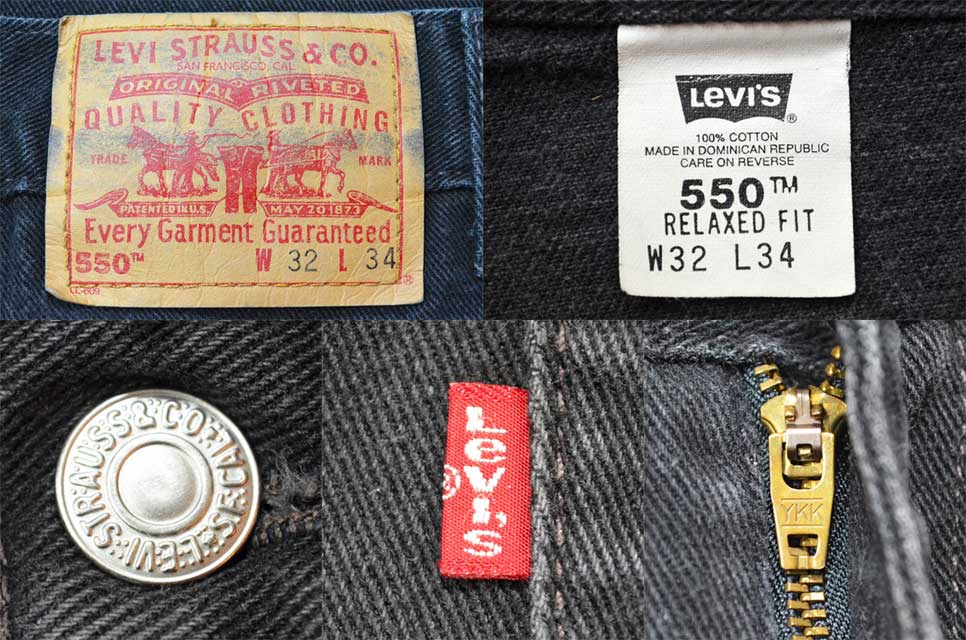 LEVI STRAUSS & CO.
SAN FRANCISCO, CAL.
ORIGINAL RIVETED
QUALITY CLOTHING
TRADE MARK
PATENTED IN U.S. MAY 20 1873
Every Garment Guaranteed
550™ W 32 L 34
®
LEVI'S
®
100% COTTON
MADE IN DOMINICAN REPUBLIC
CARE ON REVERSE
550™
RELAXED FIT
W32 L34
LEVI STRAUSS & CO
Levi's
®
YKK